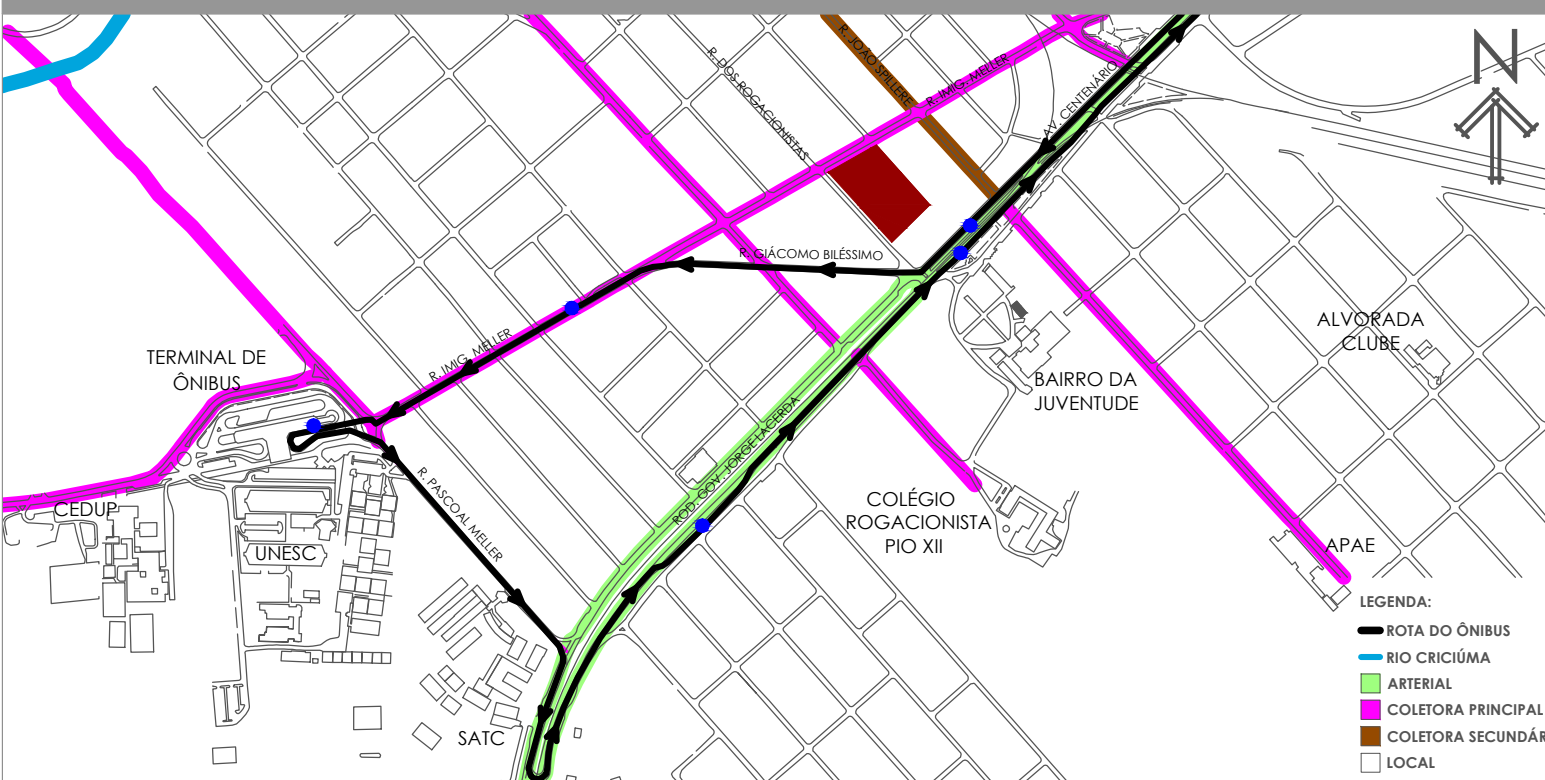 N
R. JOÃO SPILLERE
R. DOS ROGACIONISTAS
R. IMIG. MELLER
AV. CENTENÁRIO
R. GIÁCOMO BILÉSSIMO
ALVORADA
CLUBE
TERMINAL DE
ÔNIBUS
R. IMIG. MELLER
BAIRRO DA
JUVENTUDE
ROD. GOV. JORGE LACERDA
R. PASCOAL MELLER
COLÉGIO
ROGACIONISTA
PIO XII
CEDUP
UNESC
APAE
SATC
LEGENDA:
ROTA DO ÔNIBUS
RIO CRICIÚMA
ARTERIAL
COLETORA PRINCIPAL
COLETORA SECUNDÁR
LOCAL